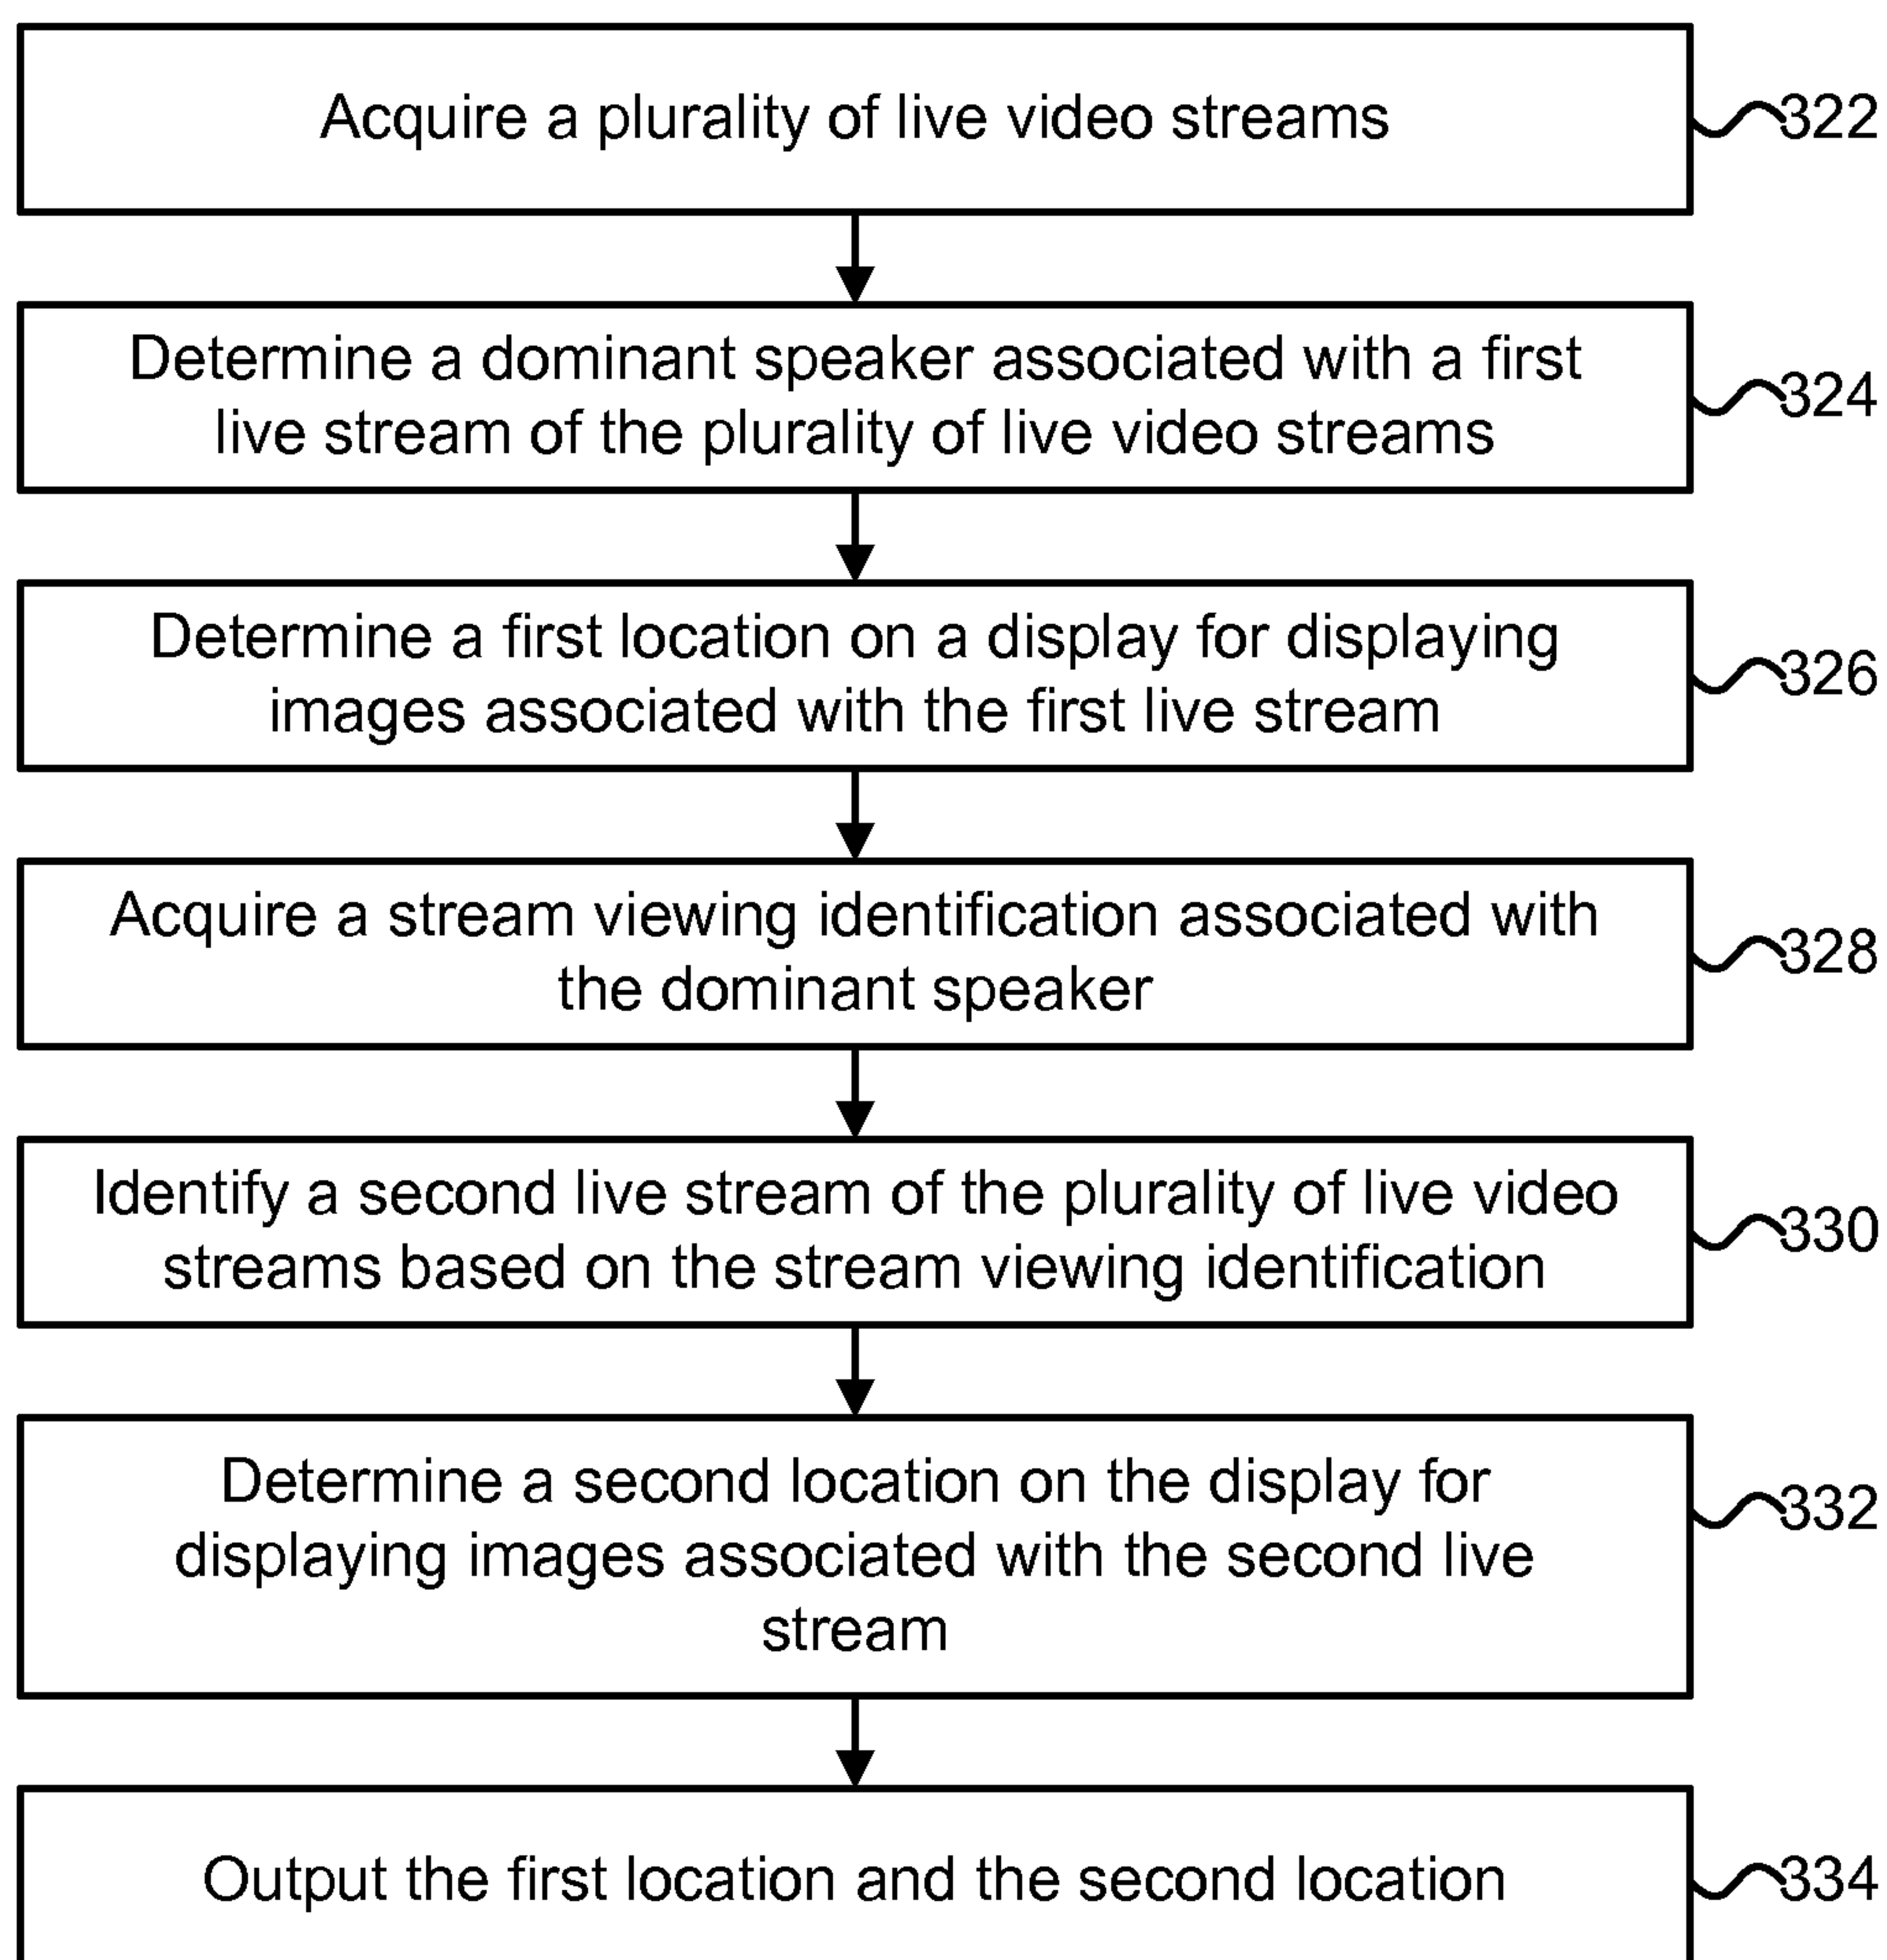 Acquire a plurality of live video streams
322
Determine a dominant speaker associated with a first
live stream of the plurality of live video streams
324
Determine a first location on a display for displaying
images associated with the first live stream
326
Acquire a stream viewing identification associated with
the dominant speaker
328
Identify a second live stream of the plurality of live video
streams based on the stream viewing identification
330
Determine a second location on the display for
displaying images associated with the second live
stream
332
Output the first location and the second location
334